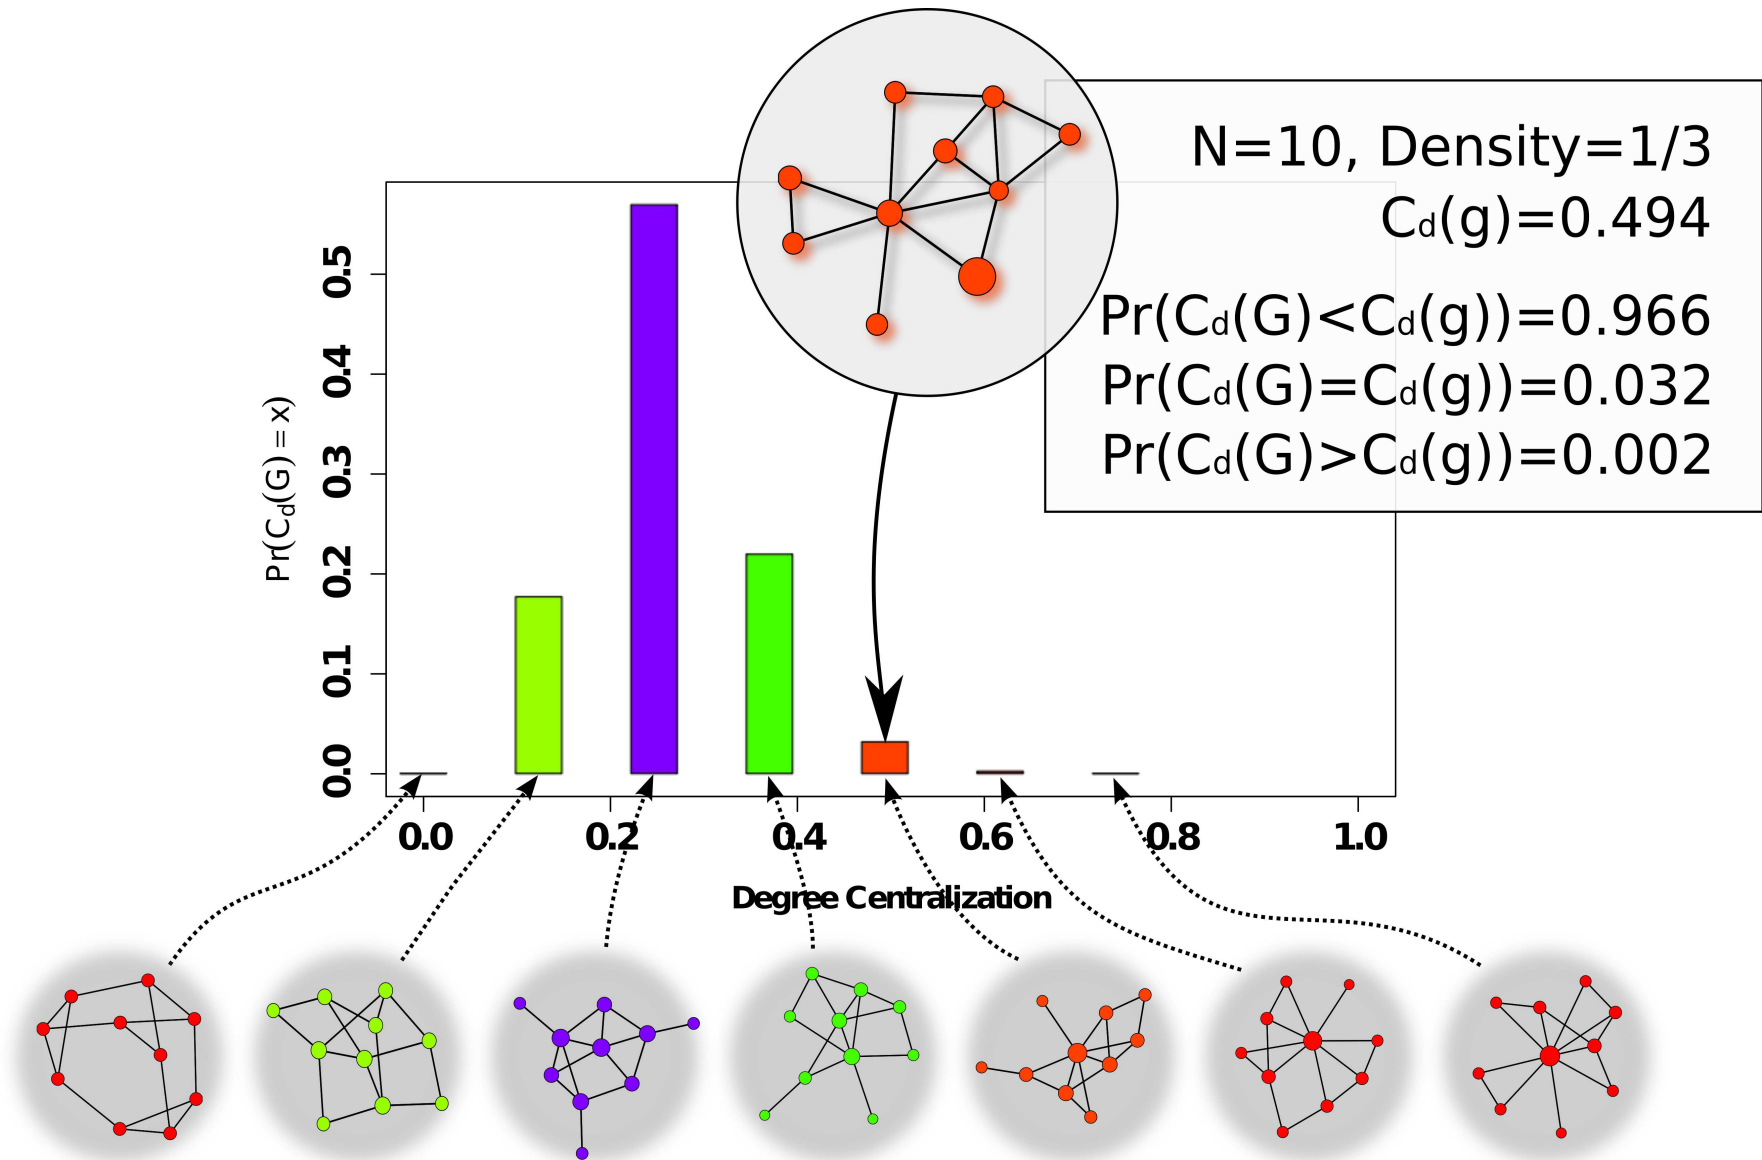 N=10, Density=1/3
Cd(g)=0.494
Pr(Cd(G)<Cd(g))=0.966
Pr(Cd(G)=Cd(g))=0.032
Pr(Cd(G)>Cd(g))=0.002
Pr(Cd(G) = x)
0.5
0.4
0.3
0.2
0.1
0.0
0.0 0.2 0.4 0.6 0.8 1.0
Degree Centralization